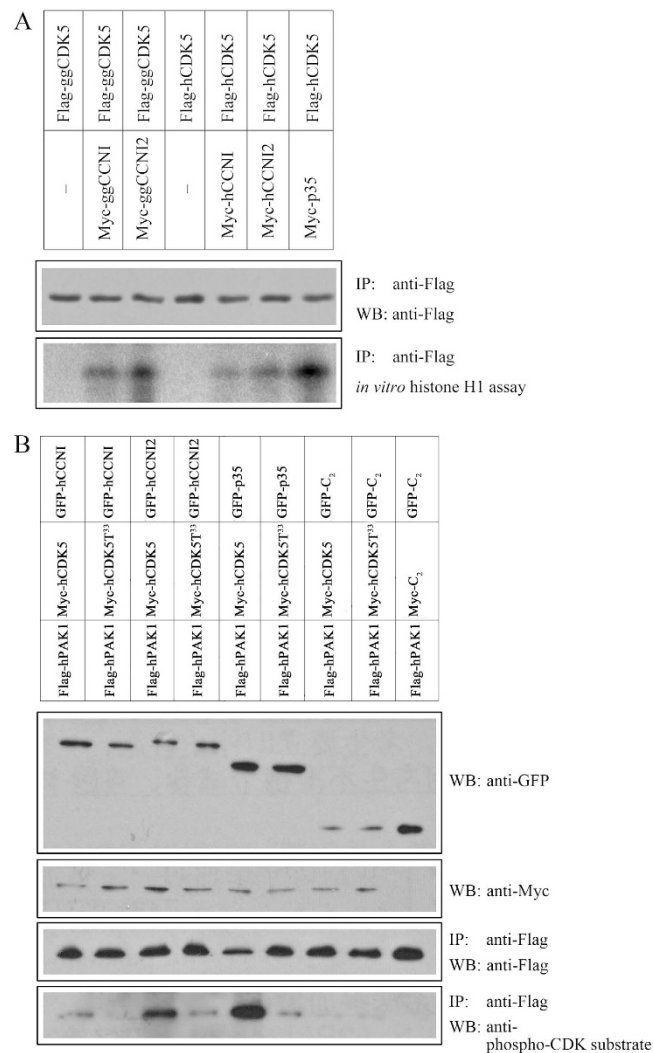 A
Flag-ggCDK5 Flag-ggCDK5 Flag-ggCDK5 Flag-hCDK5 Flag-hCDK5 Flag-hCDK5 Flag-hCDK5
– Myc-ggCCNI Myc-ggCCNI2 – Myc-hCCNI Myc-hCCNI2 Myc-p35
IP: anti-Flag
WB: anti-Flag
IP: anti-Flag
in vitro histone H1 assay
B
GFP-hCCNI GFP-hCCNI GFP-hCCNI2 GFP-hCCNI2 GFP-p35 GFP-p35 GFP-C₂ GFP-C₂ GFP-C₂
Myc-hCDK5 Myc-hCDK5T³³ Myc-hCDK5 Myc-hCDK5T³³ Myc-hCDK5 Myc-hCDK5T³³ Myc-hCDK5 Myc-hCDK5T³³ Myc-C₂
Flag-hPAK1 Flag-hPAK1 Flag-hPAK1 Flag-hPAK1 Flag-hPAK1 Flag-hPAK1 Flag-hPAK1 Flag-hPAK1 Flag-hPAK1
WB: anti-GFP
WB: anti-Myc
IP: anti-Flag
WB: anti-Flag
IP: anti-Flag
WB: anti-
phospho-CDK substrate